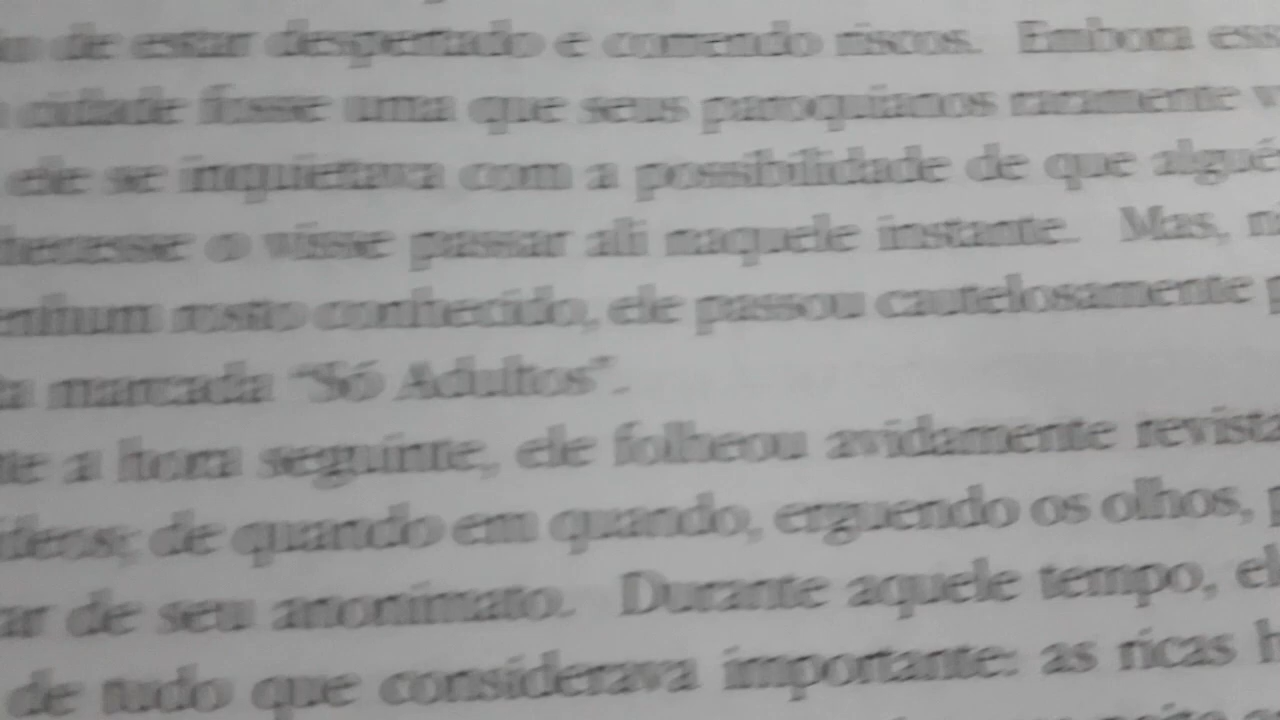 de estar despertado e correndo riscos. Embora
cidade fosse uma que seus paroquianos raramente
ele se inquietava com a possibilidade de que algué
o visse passar ali naquele instante. Mas,
enhum rosto conhecido, ele passou cautelosamente
marcada “Só Adultos”.
a hora seguinte, ele folheou avidamente revista
ídeos; de quando em quando, erguendo os olhos,
ar de seu anonimato. Durante aquele tempo, el
de tudo que considerava importante: as ricas